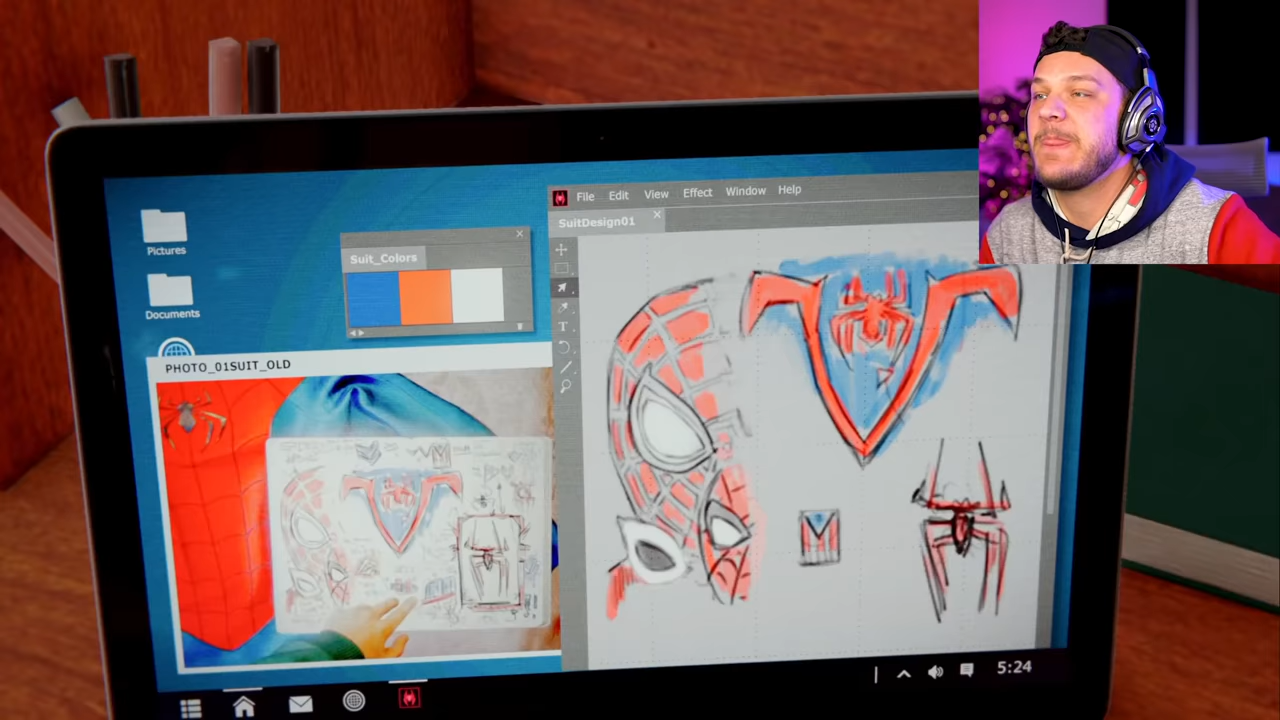 File Edit View Effect Window Help
SuitDesign01
Suit_Colors
Pictures
Documents
PHOTO_01SUIT_OLD
T
5:24